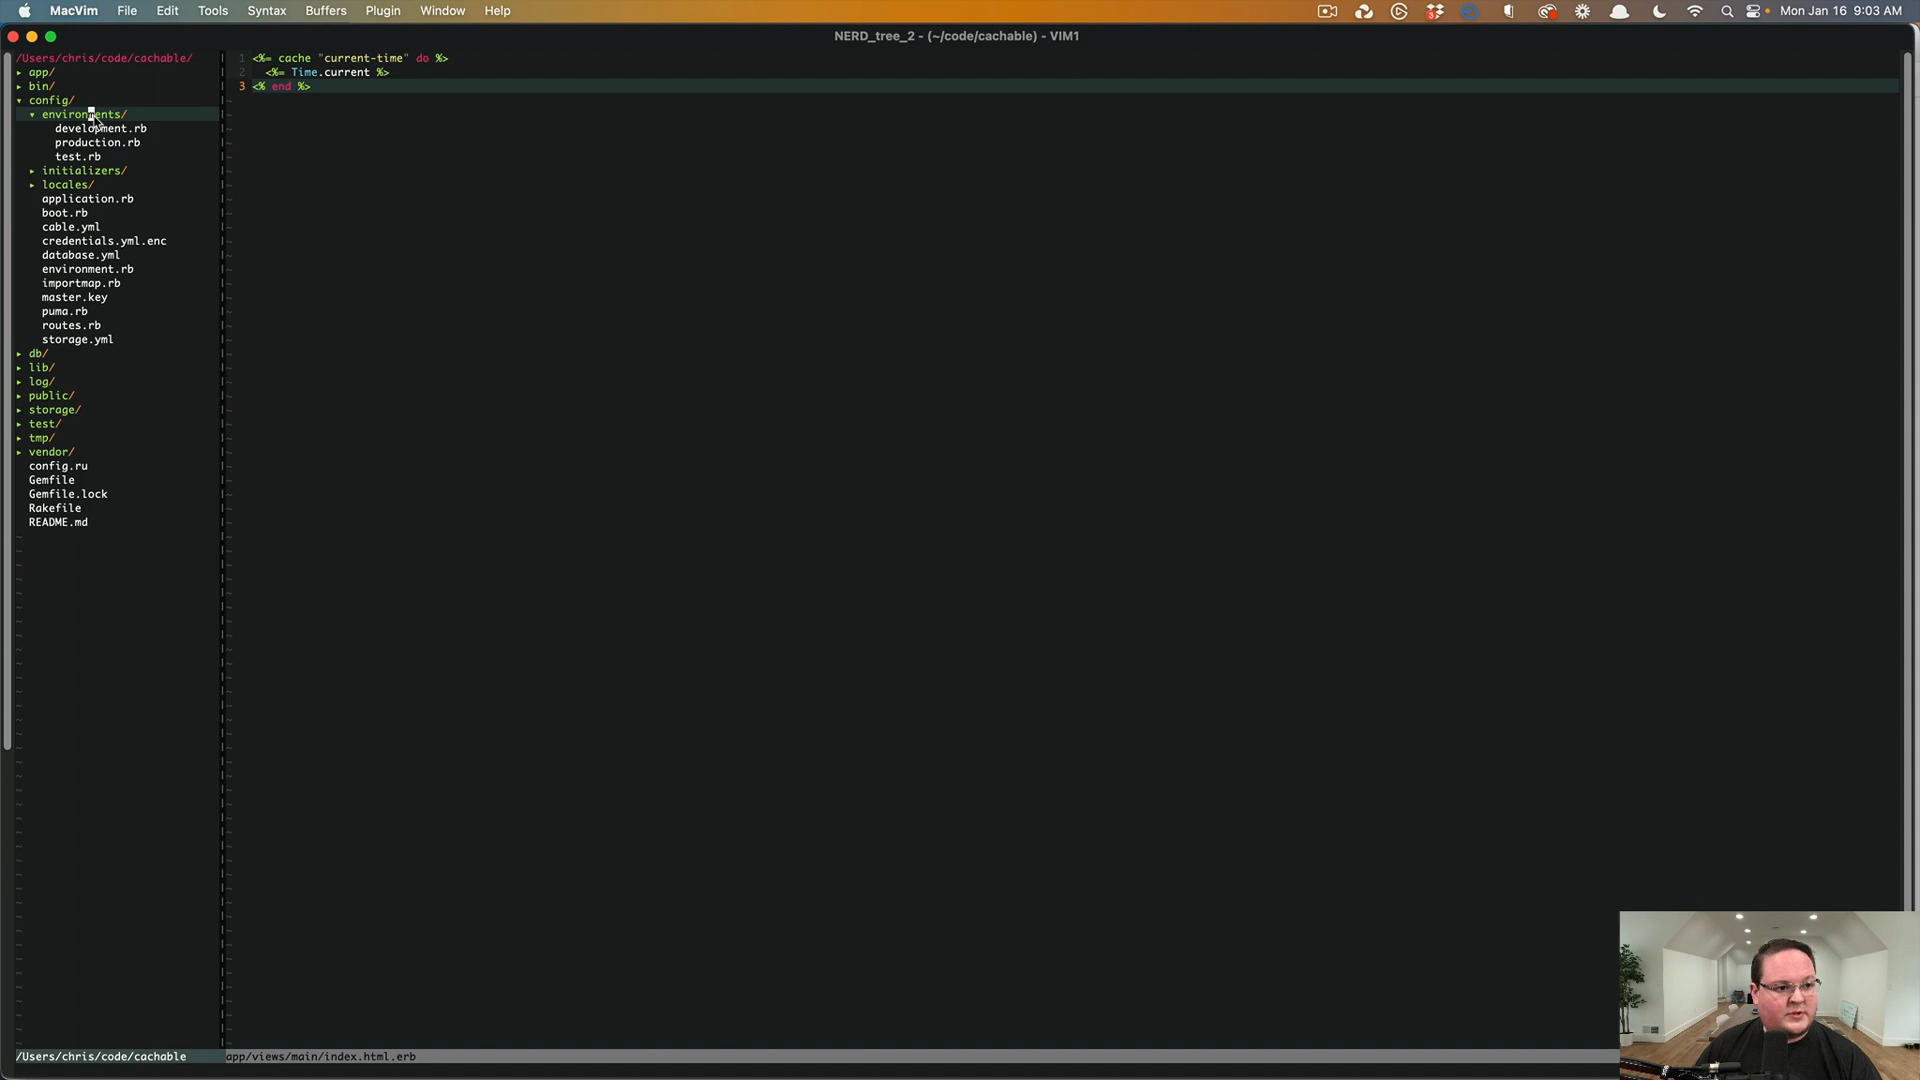 MacVim File Edit Tools Syntax Buffers Plugin Window Help
Mon Jan 16 9:03 AM
NERD_tree_2 - (~/code/cachable) - VIM1
/Users/chris/code/cachable/
▸ app/
▸ bin/
▾ config/
▾ environments/
development.rb
production.rb
test.rb
▸ initializers/
▸ locales/
application.rb
boot.rb
cable.yml
credentials.yml.enc
database.yml
environment.rb
importmap.rb
master.key
puma.rb
routes.rb
storage.yml
▸ db/
▸ lib/
▸ log/
▸ public/
▸ storage/
▸ test/
▸ tmp/
▸ vendor/
config.ru
Gemfile
Gemfile.lock
Rakefile
README.md
1 <%= cache "current-time" do %>
2 <%= Time.current %>
3 <% end %>
/Users/chris/code/cachable
app/views/main/index.html.erb